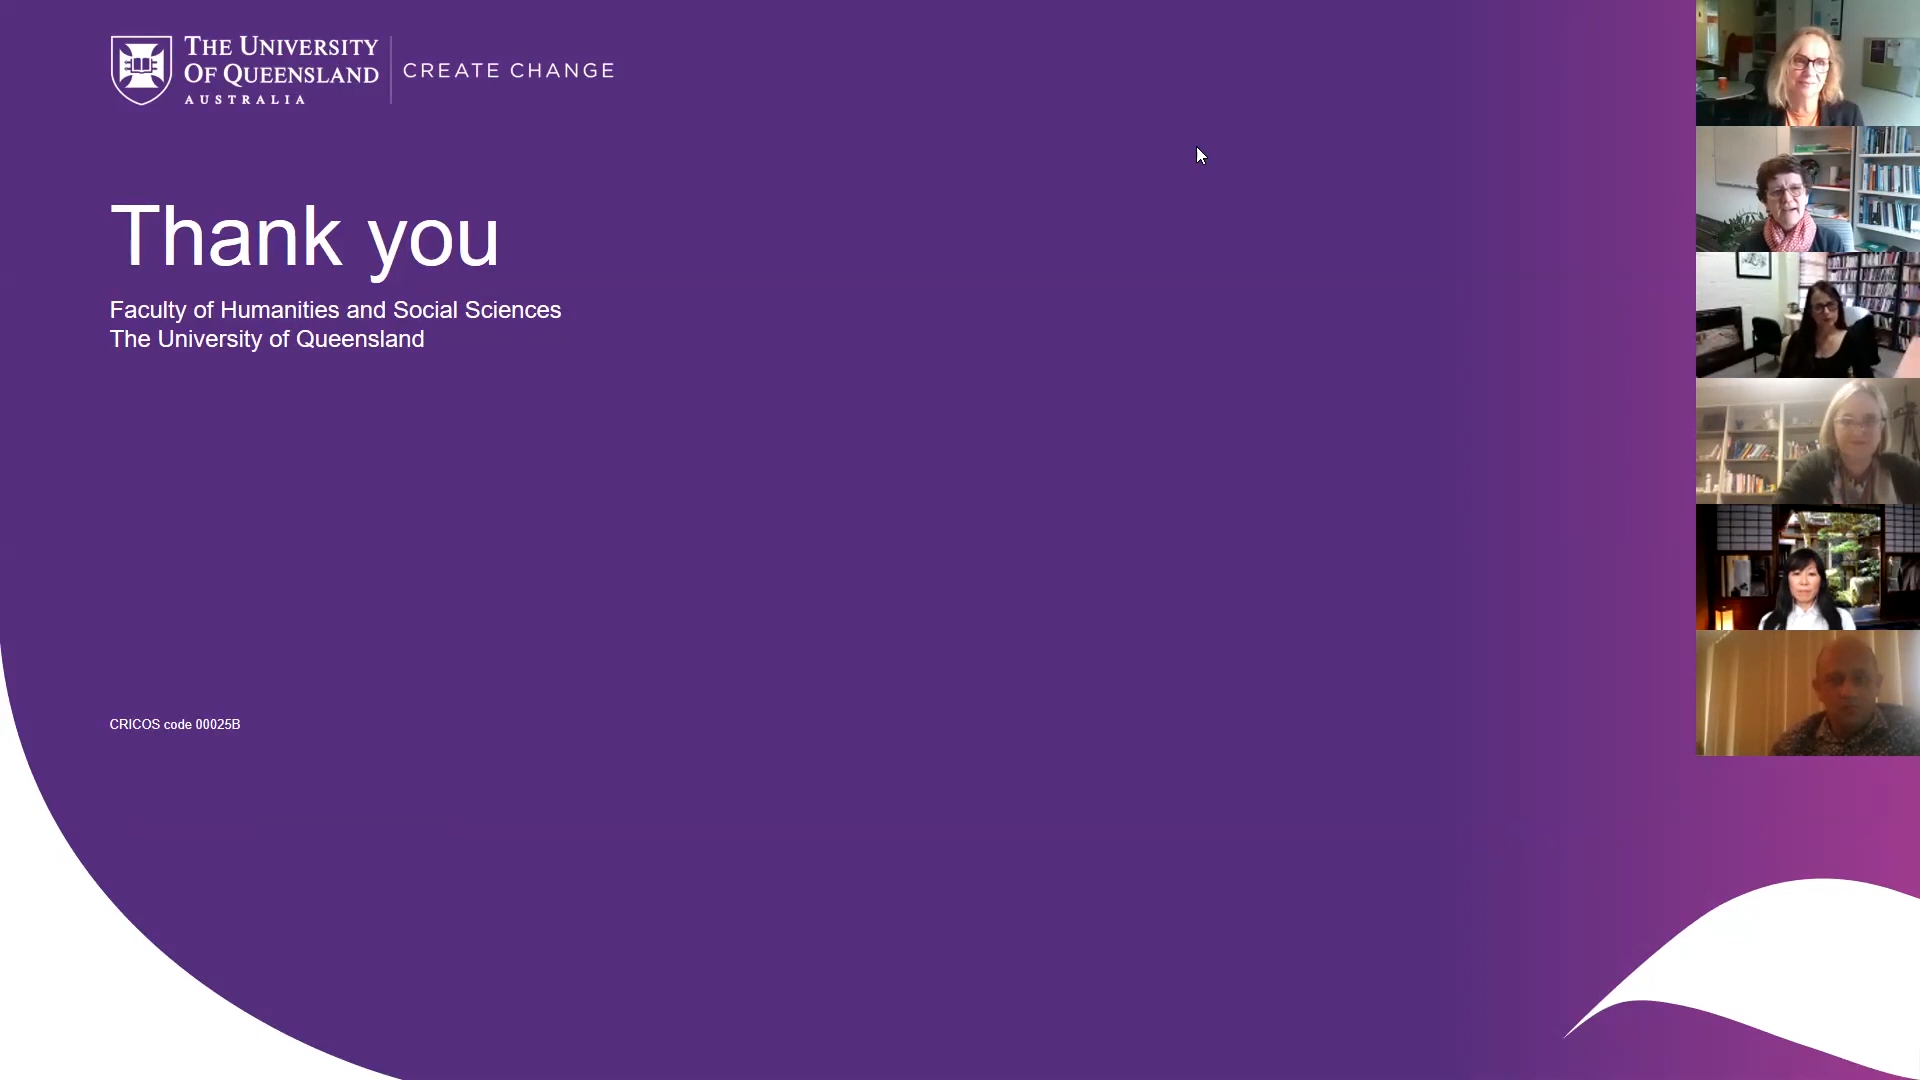 THE UNIVERSITY
OF QUEENSLAND
AUSTRALIA
CREATE CHANGE
Thank you
Faculty of Humanities and Social Sciences
The University of Queensland
CRICOS code 00025B